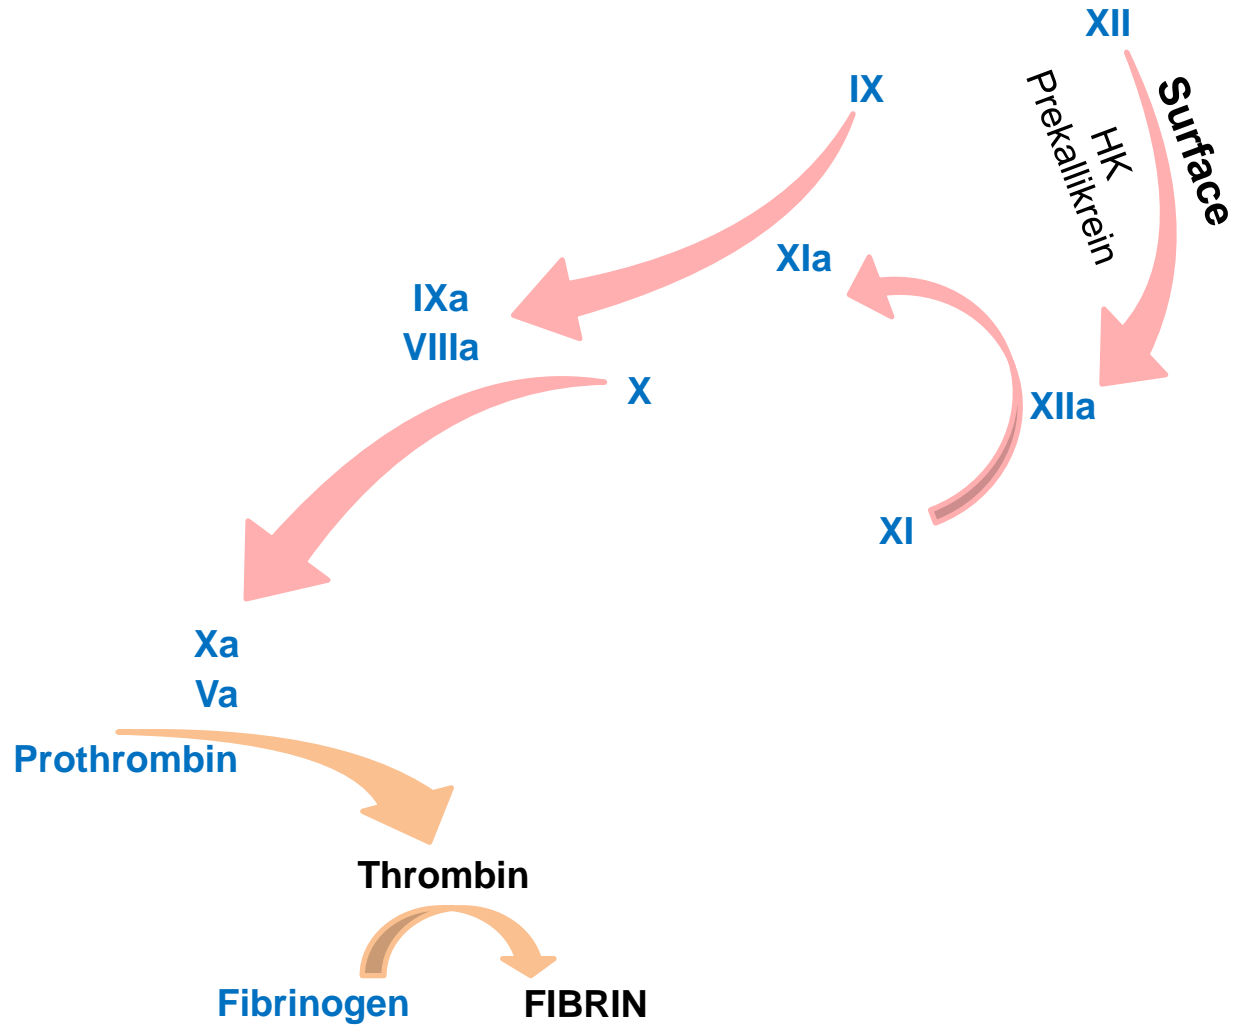 XII
Surface
HK
Prekallikrein
IX
XIa
IXa
VIIIa
X
XIIa
XI
Xa
Va
Prothrombin
Thrombin
Fibrinogen
FIBRIN